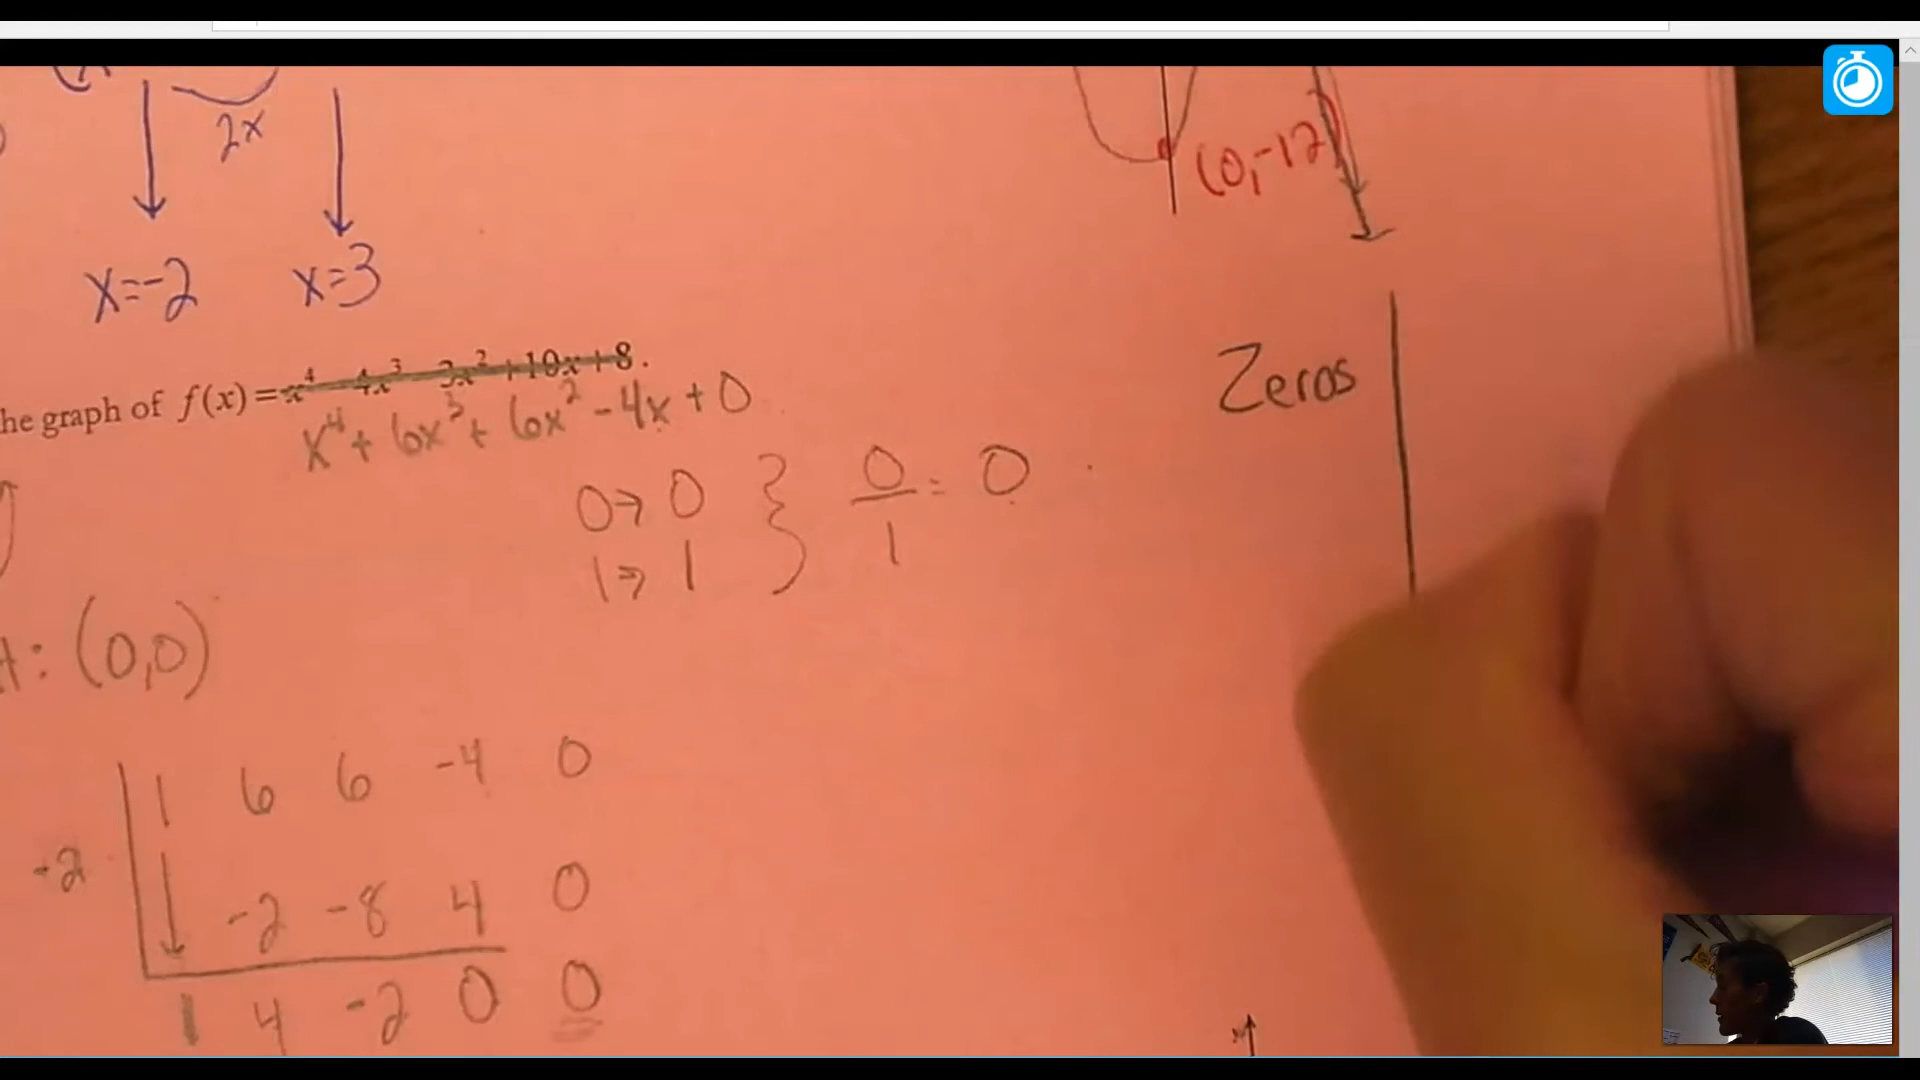 2x
(0,-12)
x=-2 x=3
Zeros
the graph of f(x)=x⁴-4x³-3x²+10x+8.
x⁴+6x³+6x²-4x+0
0→0 } 0/1 = 0
1→1
: (0,0)
1 6 6 -4 0
-2
-2 -8 4 0
1 4 -2 0 0